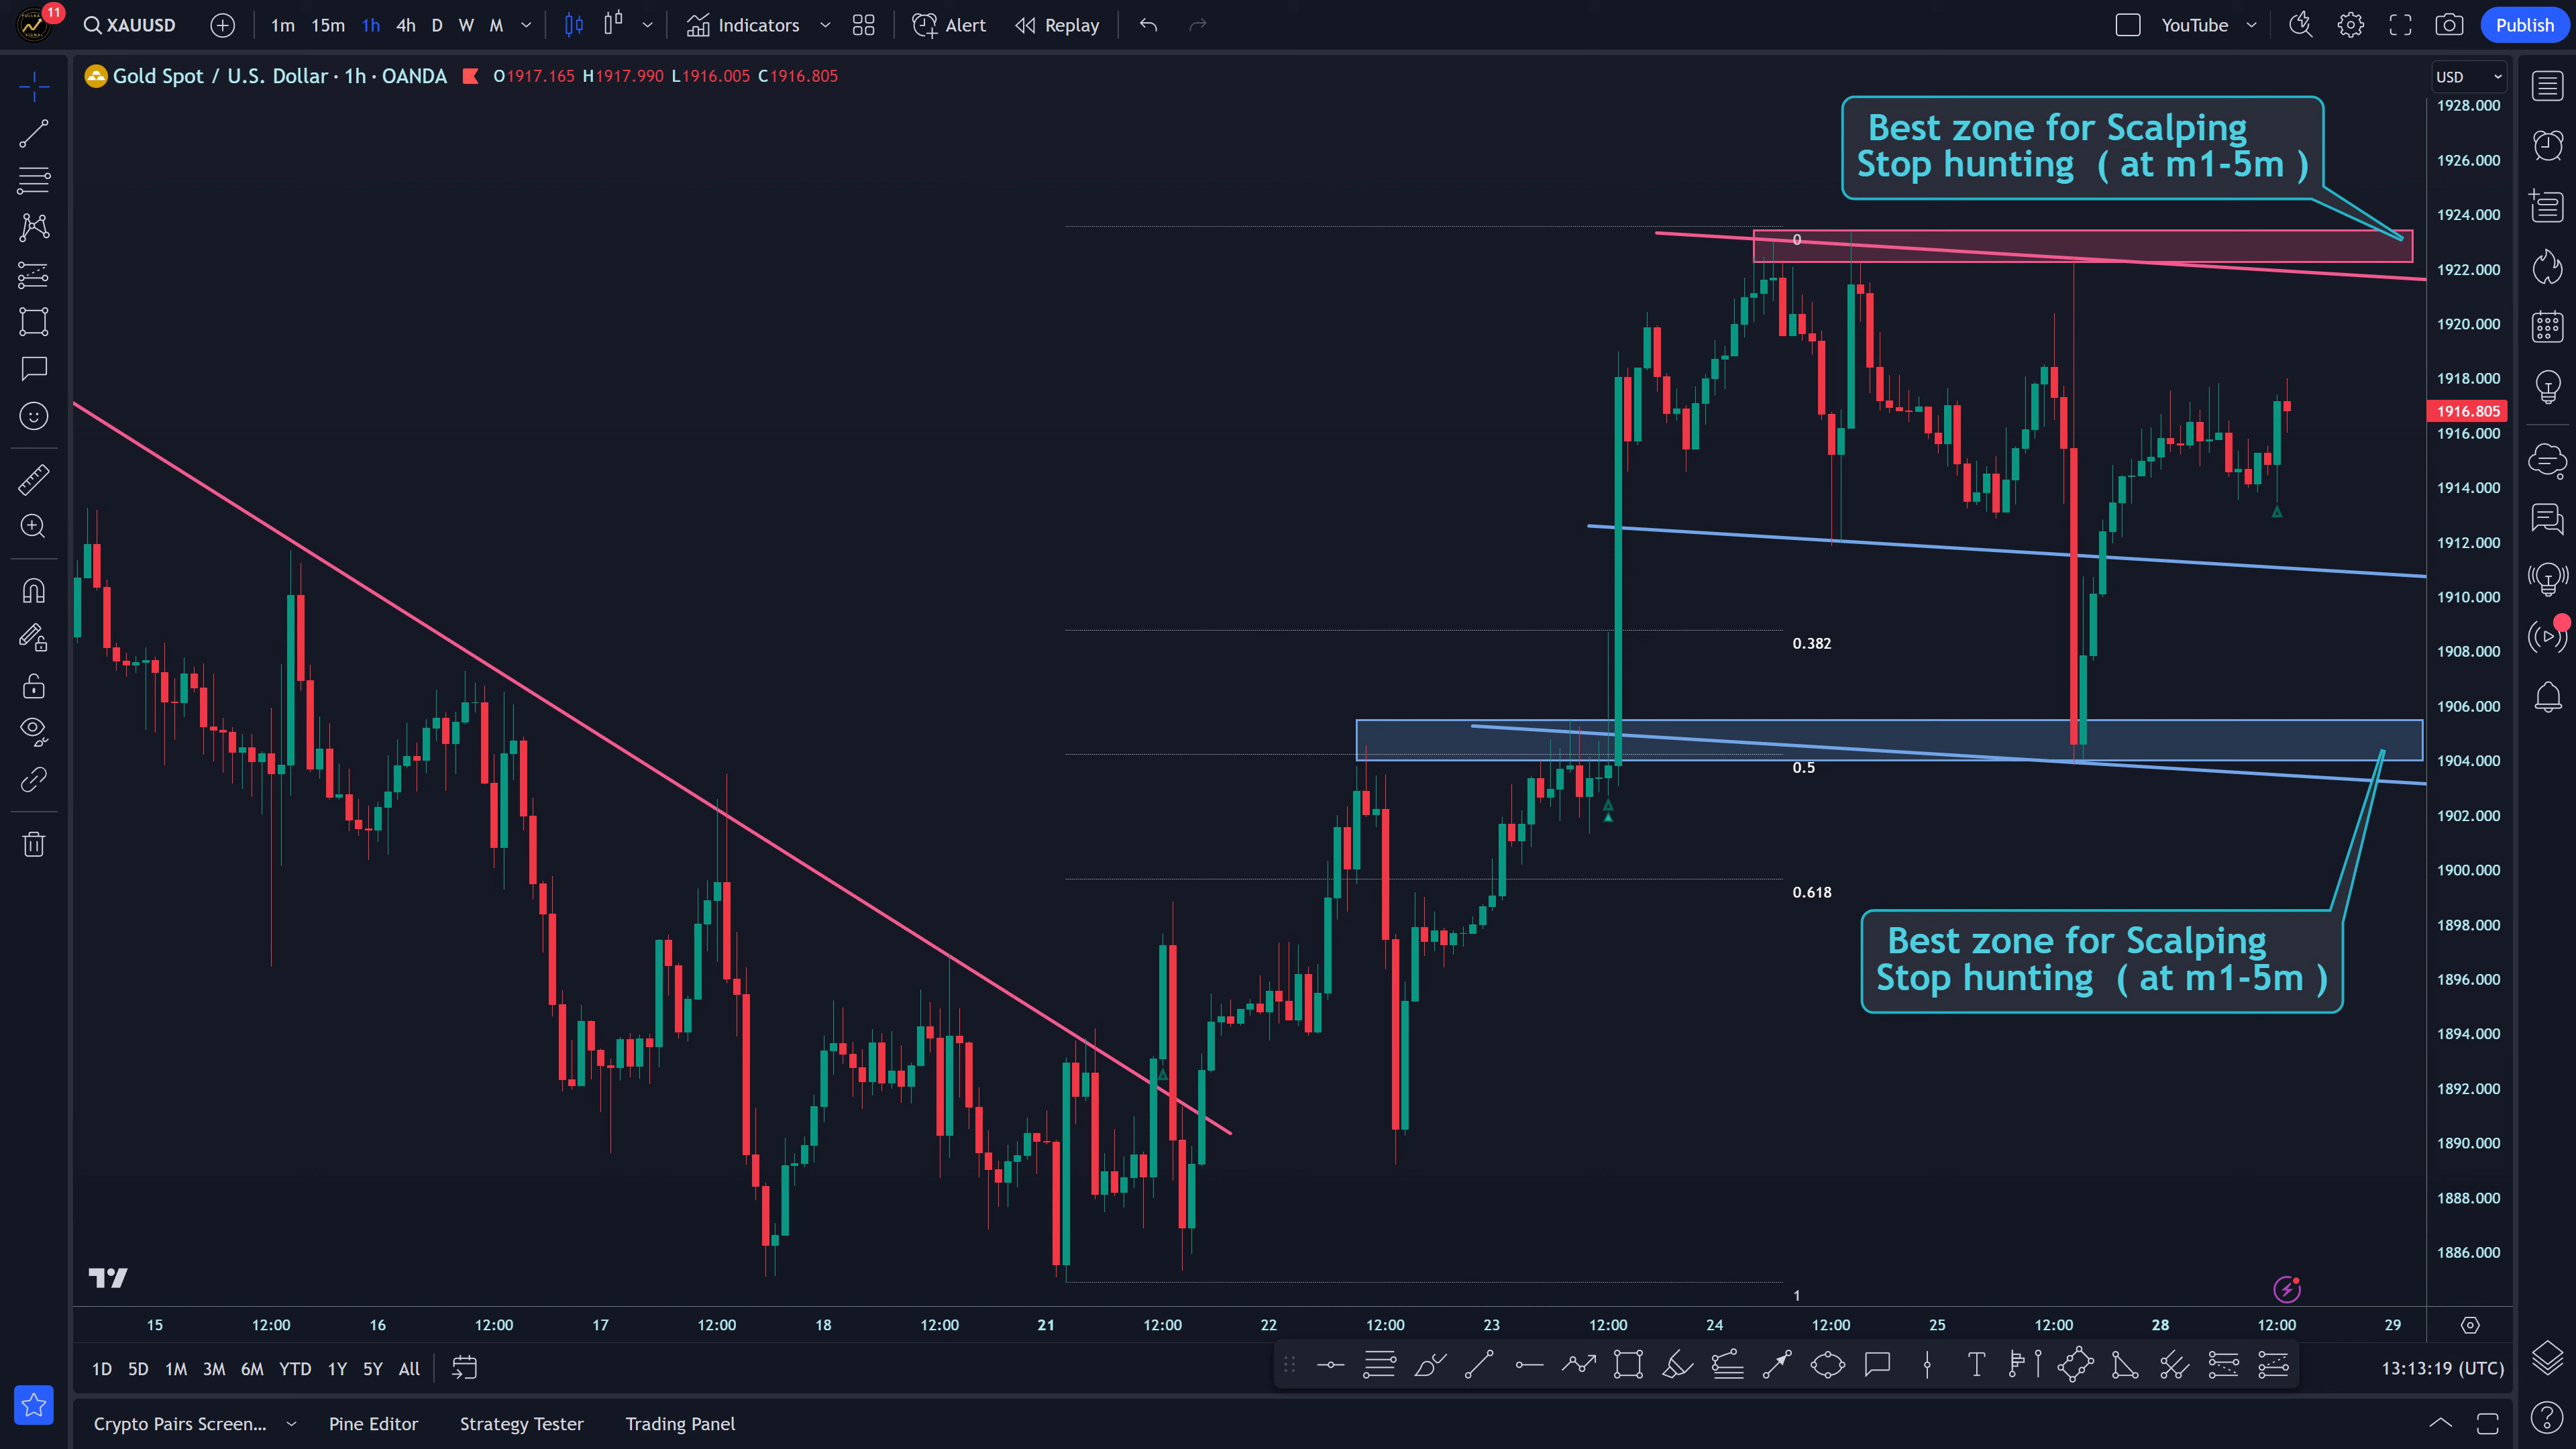 11
XAUUSD
1m 15m 1h 4h D W M
Indicators
Alert
Replay
YouTube
Publish
Gold Spot / U.S. Dollar · 1h · OANDA
O1917.165 H1917.990 L1916.005 C1916.805
USD
1928.000
1926.000
1924.000
1922.000
1920.000
1918.000
1916.805
1916.000
1914.000
1912.000
1910.000
1908.000
1906.000
1904.000
1902.000
1900.000
1898.000
1896.000
1894.000
1892.000
1890.000
1888.000
1886.000
Best zone for Scalping
Stop hunting ( at m1-5m )
0
0.382
0.5
0.618
1
Best zone for Scalping
Stop hunting ( at m1-5m )
15 12:00 16 12:00 17 12:00 18 12:00 21 12:00 22 12:00 23 12:00 24 12:00 25 12:00 28 12:00 29
1D 5D 1M 3M 6M YTD 1Y 5Y All
13:13:19 (UTC)
Crypto Pairs Screen...
Pine Editor
Strategy Tester
Trading Panel